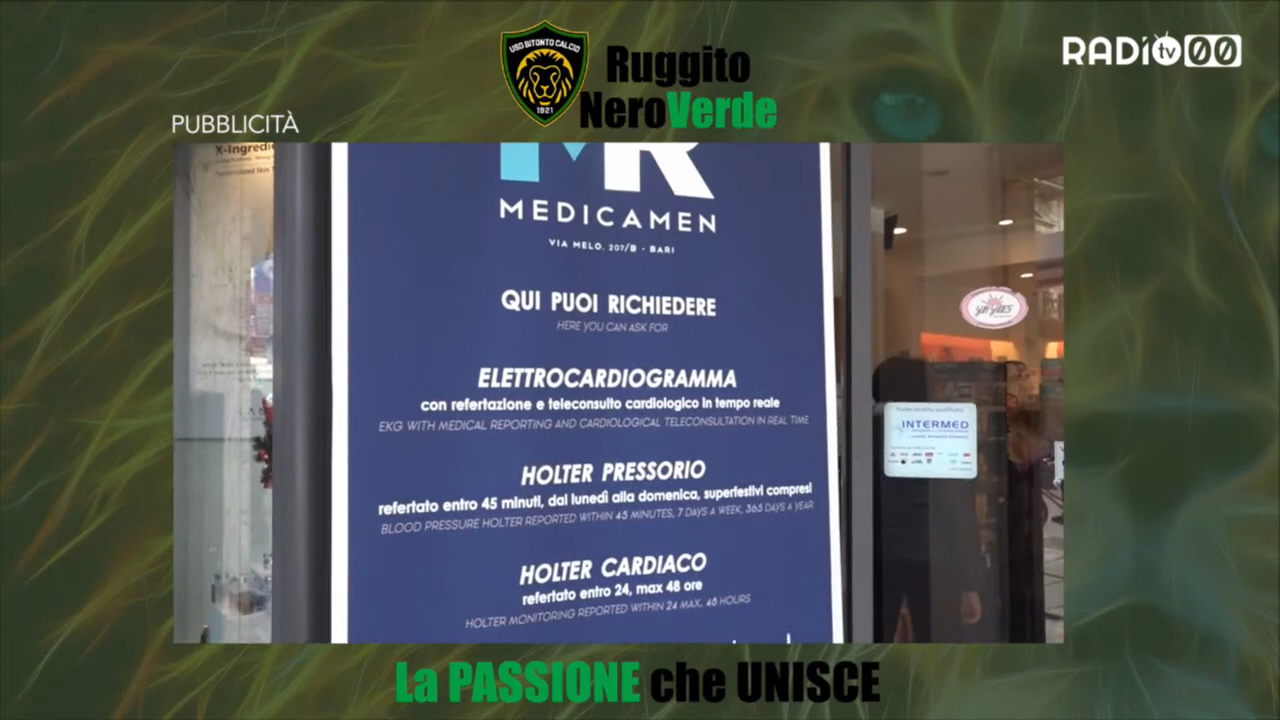 USD BITONTO CALCIO
1921
Ruggito
NeroVerde
RADIO tv 00
PUBBLICITÀ
X-Ingredie
MR
MEDICAMEN
VIA MELO, 207/B - BARI
QUI PUOI RICHIEDERE
HERE YOU CAN ASK FOR
ELETTROCARDIOGRAMMA
con refertazione e teleconsulto cardiologico in tempo reale
EKG WITH MEDICAL REPORTING AND CARDIOLOGICAL TELECONSULTATION IN REAL TIME
HOLTER PRESSORIO
refertato entro 45 minuti, dal lunedì alla domenica, superfestivi compresi
BLOOD PRESSURE HOLTER REPORTED WITHIN 45 MINUTES, 7 DAYS A WEEK, 365 DAYS A YEAR
HOLTER CARDIACO
refertato entro 24, max 48 ore
HOLTER MONITORING REPORTED WITHIN 24 MAX. 48 HOURS
INTERMED
La PASSIONE che UNISCE